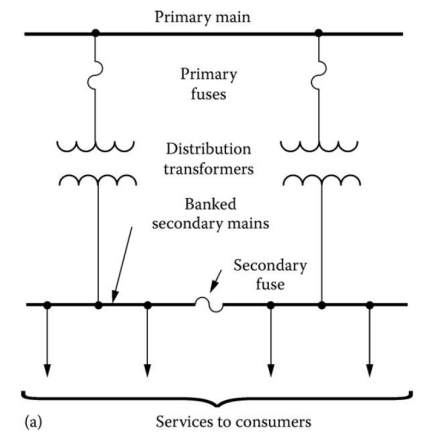 Primary main
Primary
fuses
Distribution
transformers
Banked
secondary mains
Secondary
fuse
(a)
Services to consumers